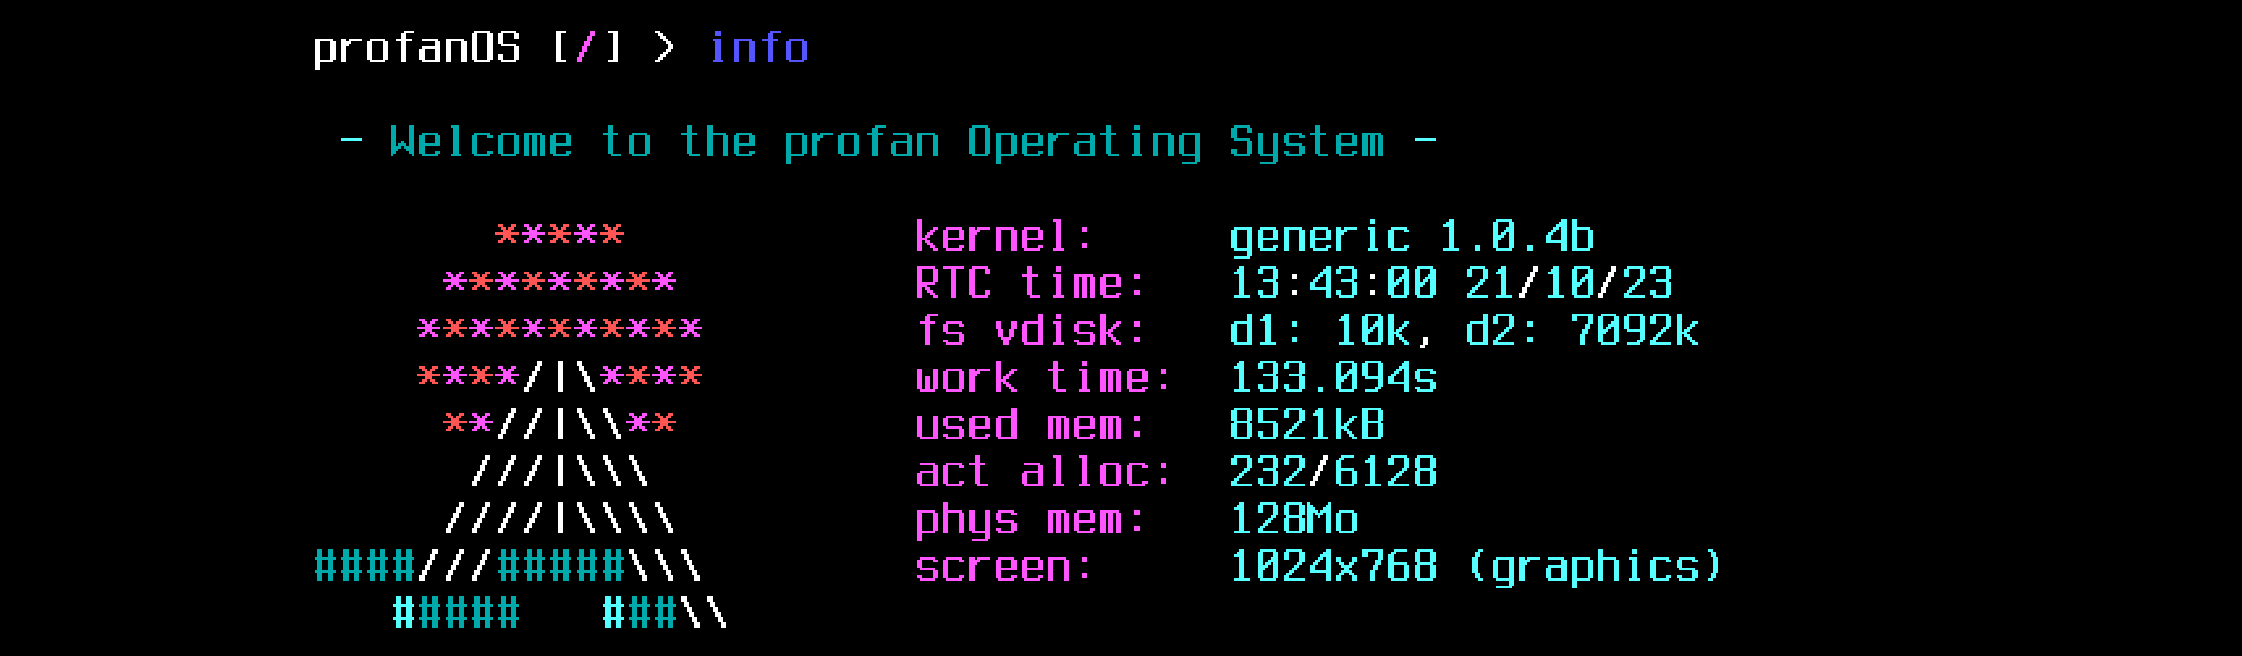 profanOS [/] > info
- Welcome to the profan Operating System -
*****     kernel:     generic 1.0.4b
*********     RTC time:   13:43:00 21/10/23
***********     fs vdisk:   d1: 10k, d2: 7092k
****/|\****     work time:  133.094s
**//|\\**     used mem:   8521kB
///|\\\     act alloc:  232/6128
////|\\\\     phys mem:   128Mo
####///#####\\\     screen:     1024x768 (graphics)
#####   ###\\